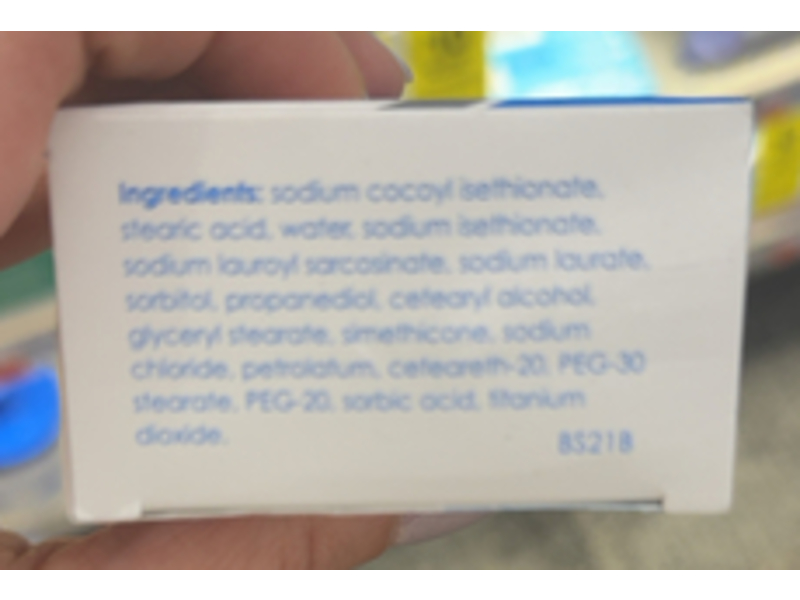 Ingredients: sodium cocoyl isethionate,
stearic acid, water, sodium isethionate,
sodium lauroyl sarcosinate, sodium laurate,
sorbitol, propanediol, cetearyl alcohol,
glyceryl stearate, simethicone, sodium
chloride, petrolatum, ceteareth-20, PEG-30
stearate, PEG-20, sorbic acid, titanium
dioxide.
BS21B